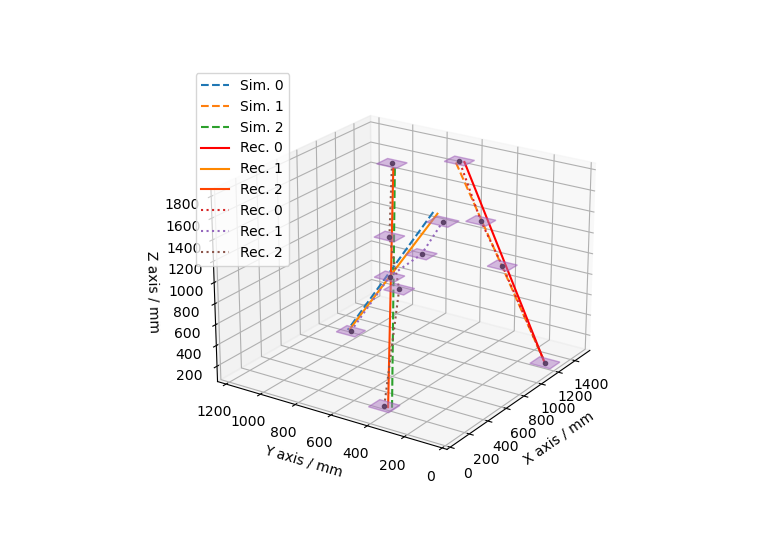 Sim. 0
Sim. 1
Sim. 2
Rec. 0
Rec. 1
Rec. 2
Rec. 0
Rec. 1
Rec. 2
1800
1600
1400
1200
1000
800
600
400
200
Z axis / mm
1200
1000
800
600
400
200
0
Y axis / mm
0
200
400
600
800
1000
1200
1400
X axis / mm